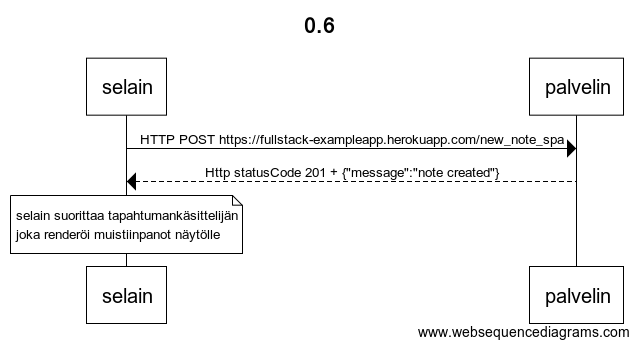 0.6
selain
palvelin
HTTP POST https://fullstack-exampleapp.herokuapp.com/new_note_spa
Http statusCode 201 + {"message":"note created"}
selain suorittaa tapahtumankäsittelijän
joka renderöi muistiinpanot näytölle
selain
palvelin
www.websequencediagrams.com